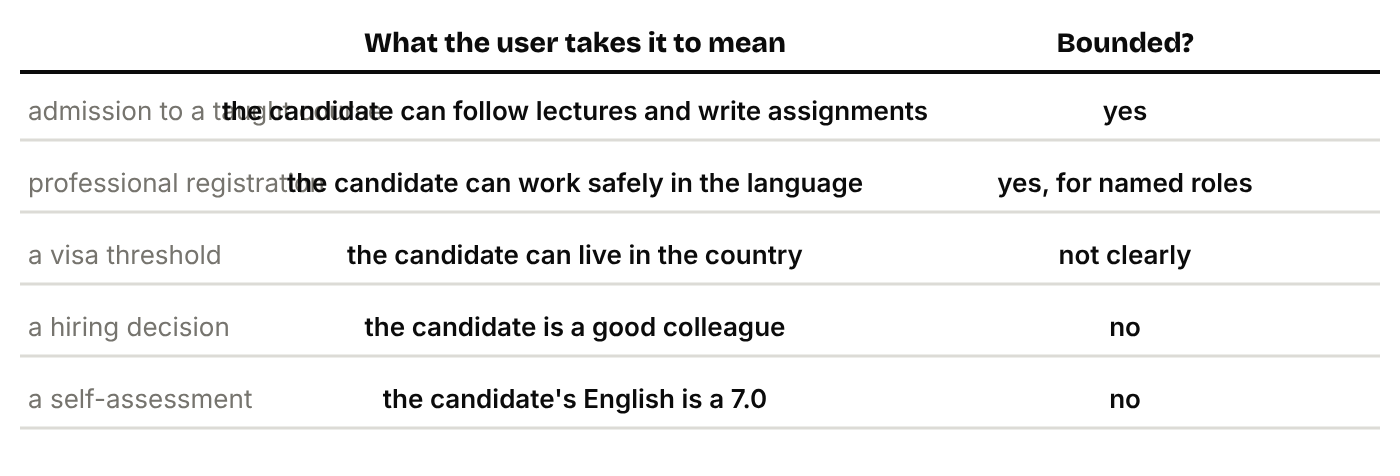 What the user takes it to mean Bounded?
admission to a taught course the candidate can follow lectures and write assignments yes
professional registration the candidate can work safely in the language yes, for named roles
a visa threshold the candidate can live in the country not clearly
a hiring decision the candidate is a good colleague no
a self-assessment the candidate's English is a 7.0 no